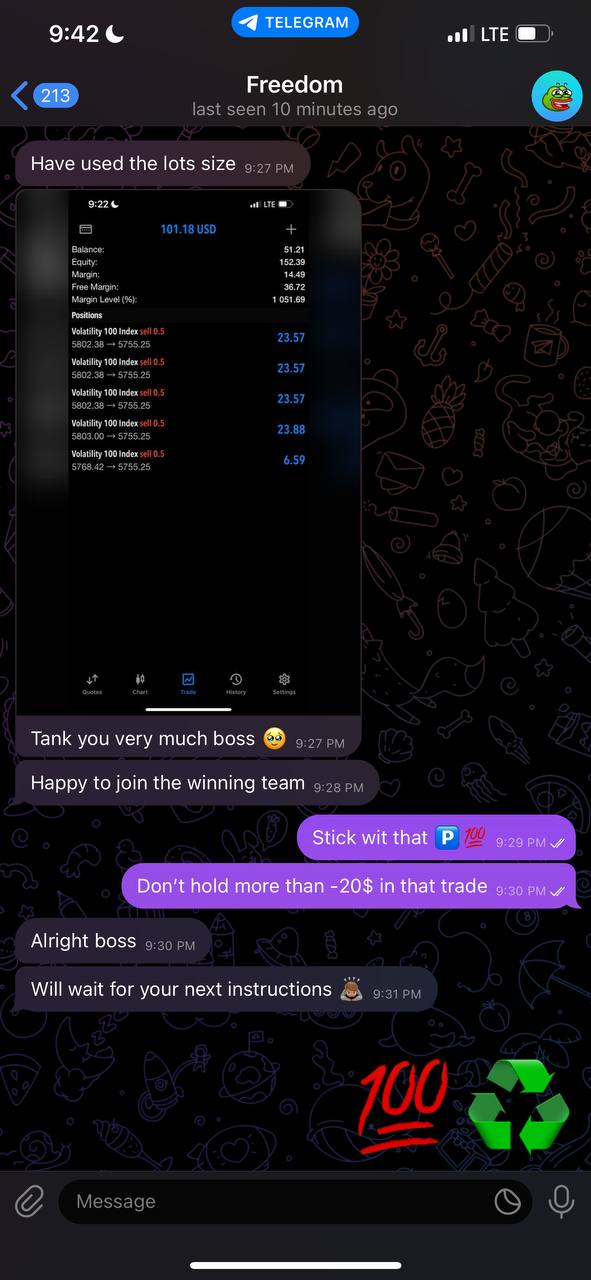 9:42
TELEGRAM
LTE
213
Freedom
last seen 10 minutes ago
Have used the lots size 9:27 PM
9:22
LTE
101.18 USD
Balance: 51.21
Equity: 152.39
Margin: 14.49
Free Margin: 36.72
Margin Level (%): 1 051.69
Positions
Volatility 100 Index sell 0.5
5802.38 → 5755.25
23.57
Volatility 100 Index sell 0.5
5802.38 → 5755.25
23.57
Volatility 100 Index sell 0.5
5802.38 → 5755.25
23.57
Volatility 100 Index sell 0.5
5803.00 → 5755.25
23.88
Volatility 100 Index sell 0.5
5768.42 → 5755.25
6.59
Quotes Chart Trade History Settings
Tank you very much boss 🥹 9:27 PM
Happy to join the winning team 9:28 PM
Stick wit that 🅿️💯 9:29 PM
Don't hold more than -20$ in that trade 9:30 PM
Alright boss 9:30 PM
Will wait for your next instructions 🙇🏽‍♂️ 9:31 PM
💯♻️
Message